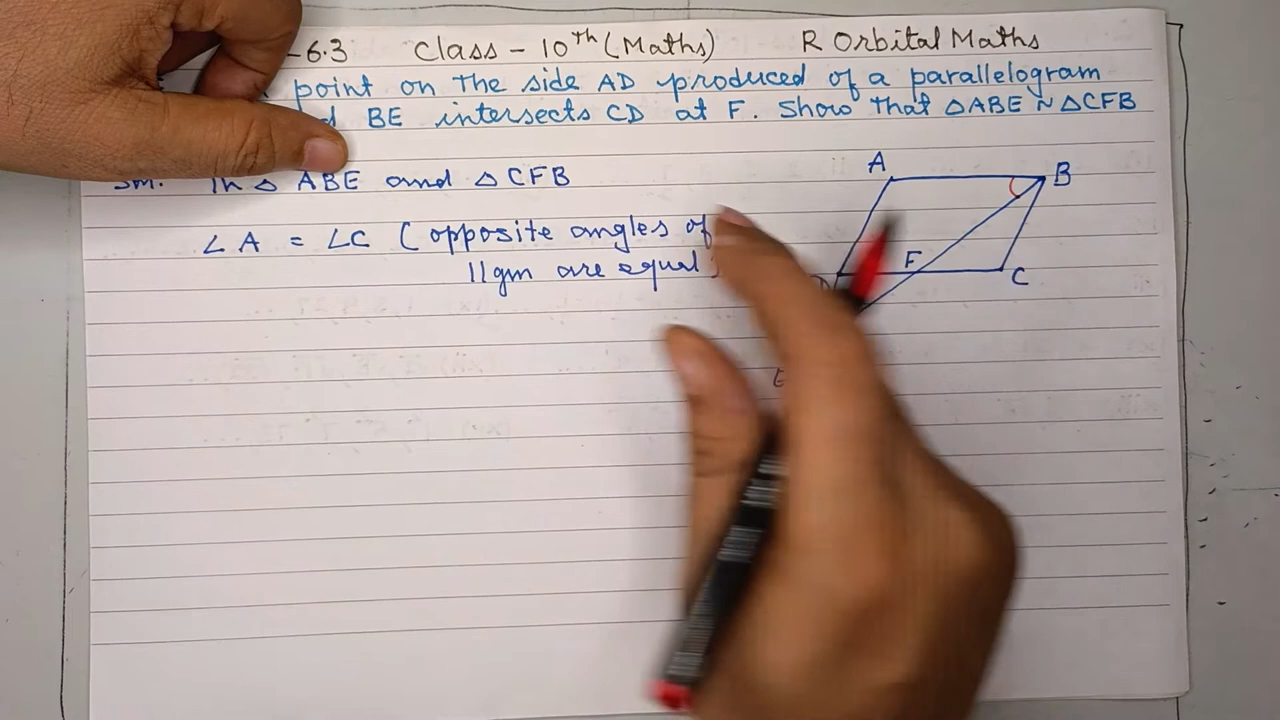 -6.3 Class - 10th (Maths) R Orbital Maths
point on the side AD produced of a parallelogram
BE intersects CD at F. Show that △ABE ~ △CFB
In △ ABE and △ CFB
∠A = ∠C (opposite angles of
||gm are equal
A
B
F
C
E